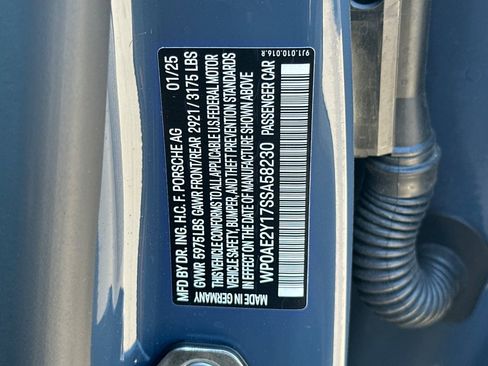 MFD BY DR. ING. H.C. F. PORSCHE AG 01/25
GVWR 5975 LBS GAWR FRONT/REAR 2921 / 3175 LBS
THIS VEHICLE CONFORMS TO ALL APPLICABLE U.S.FEDERAL MOTOR
VEHICLE SAFETY, BUMPER, AND THEFT PREVENTION STANDARDS
IN EFFECT ON THE DATE OF MANUFACTURE SHOWN ABOVE
WP0AE2Y17SSA58230 PASSENGER CAR
MADE IN GERMANY
9J1.010.016.R